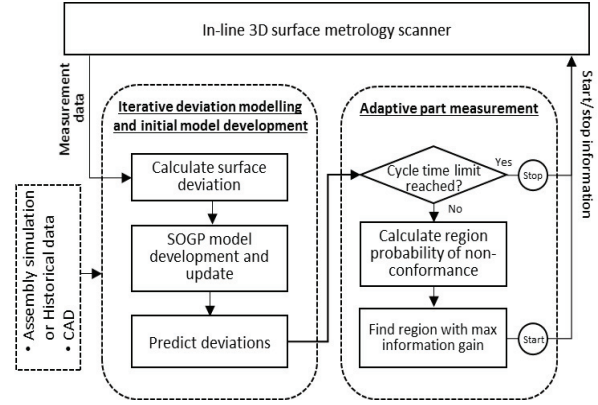 In-line 3D surface metrology scanner
Measurement
data
Iterative deviation modelling
and initial model development
Calculate surface
deviation
SOGP model
development and
update
Predict deviations
• Assembly simulation
or Historical data
• CAD
Adaptive part measurement
Cycle time limit
reached?
Yes
Stop
No
Calculate region
probability of non-
conformance
Find region with max
information gain
Start
Start/stop information